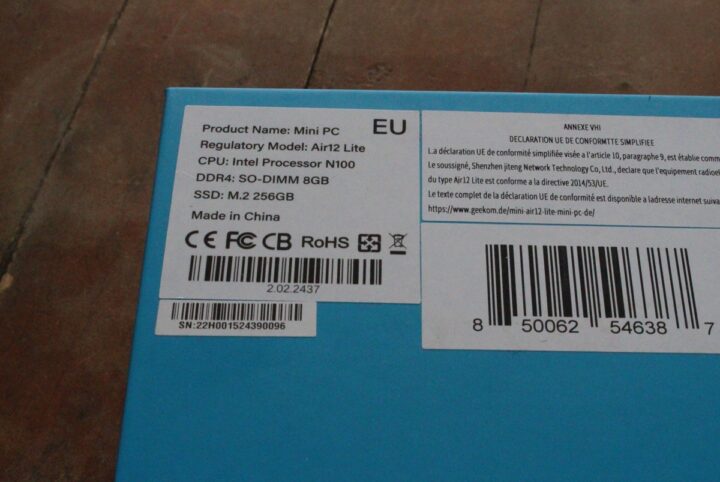 EU
Product Name: Mini PC
Regulatory Model: Air12 Lite
CPU: Intel Processor N100
DDR4: SO-DIMM 8GB
SSD: M.2 256GB
Made in China
CE FC CB RoHS
2.02.2437
SN:22H001524390096
ANNEXE VHI
DECLARATION UE DE CONFORMTTE SIMPLIFIEE
La déclaration UE de conformité simplifiée visée a l'article 10, paragraphe 9, est établie comm
Le soussigné, Shenzhen jiteng Network Technology Co, Ltd., declare que l'equipement radioel
du type Air12 Lite est conforme a la directive 2014/53/UE.
Le texte complet de la déclaration UE de conformité est disponible a ladresse internet suiva
https://www.geekom.de/mini-air12-lite-mini-pc-de/
8 50062 54638 7